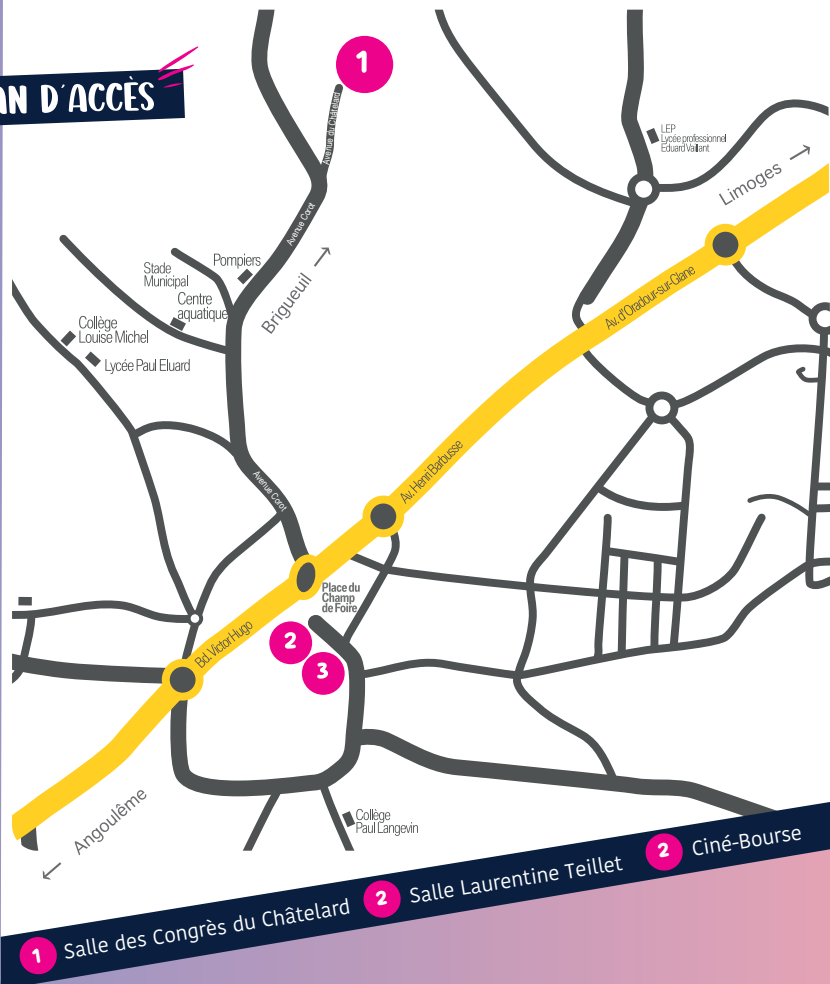 AN D'ACCÈS
1
Avenue du Châtelard
LEP
Lycée professionnel
Eduard Vaillant
Limoges
Avenue Corot
Pompiers
Brigueuil
Stade
Municipal
Centre
aquatique
Av. d'Oradour-sur-Glane
Collège
Louise Michel
Lycée Paul Eluard
Av. Henri Barbusse
Avenue Corot
Place du
Champ
de Foire
Bd. Victor Hugo
2
3
Angoulême
Collège
Paul Langevin
1 Salle des Congrès du Châtelard 2 Salle Laurentine Teillet 2 Ciné-Bourse